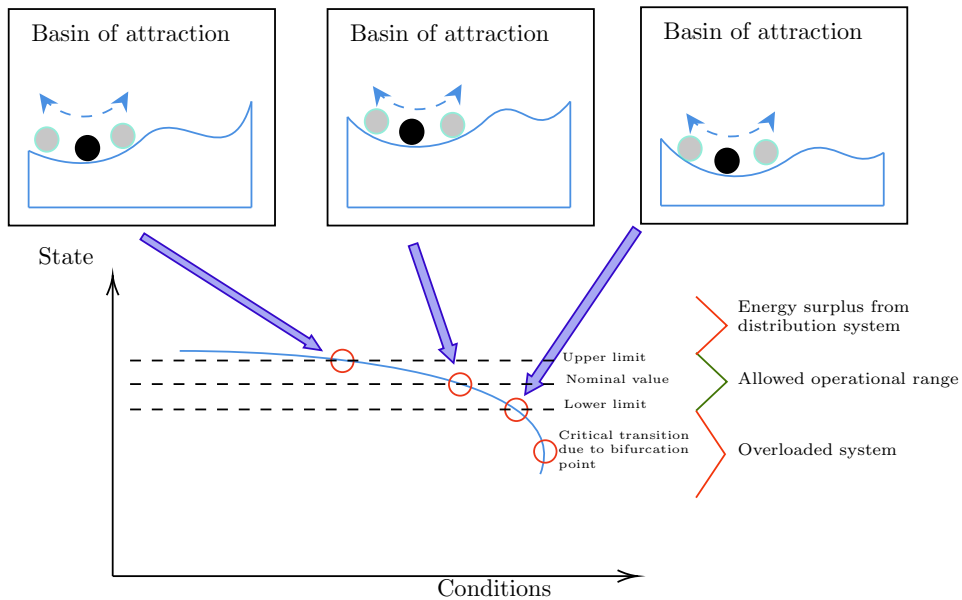 Basin of attraction
Basin of attraction
Basin of attraction
State
Energy surplus from
distribution system
Upper limit
Nominal value
Allowed operational range
Lower limit
Critical transition
due to bifurcation
point
Overloaded system
Conditions